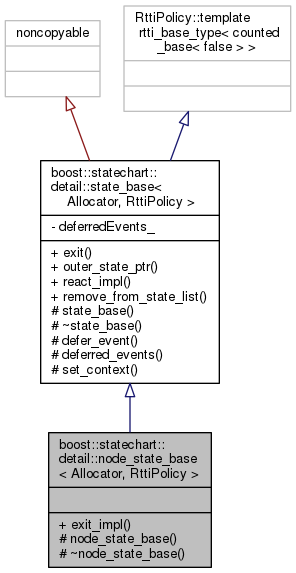 noncopyable
RttiPolicy::template
rtti_base_type< counted
_base< false > >
boost::statechart::
detail::state_base<
Allocator, RttiPolicy >
- deferredEvents_
+ exit()
+ outer_state_ptr()
+ react_impl()
+ remove_from_state_list()
# state_base()
# ~state_base()
# defer_event()
# deferred_events()
# set_context()
boost::statechart::
detail::node_state_base
< Allocator, RttiPolicy >
+ exit_impl()
# node_state_base()
# ~node_state_base()